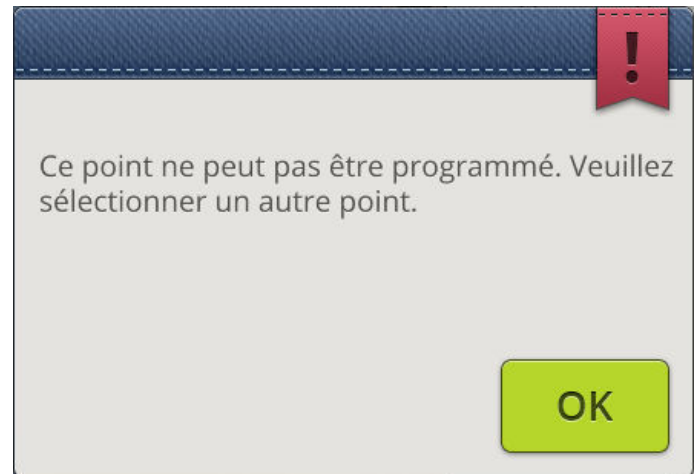 !
Ce point ne peut pas être programmé. Veuillez
sélectionner un autre point.
OK